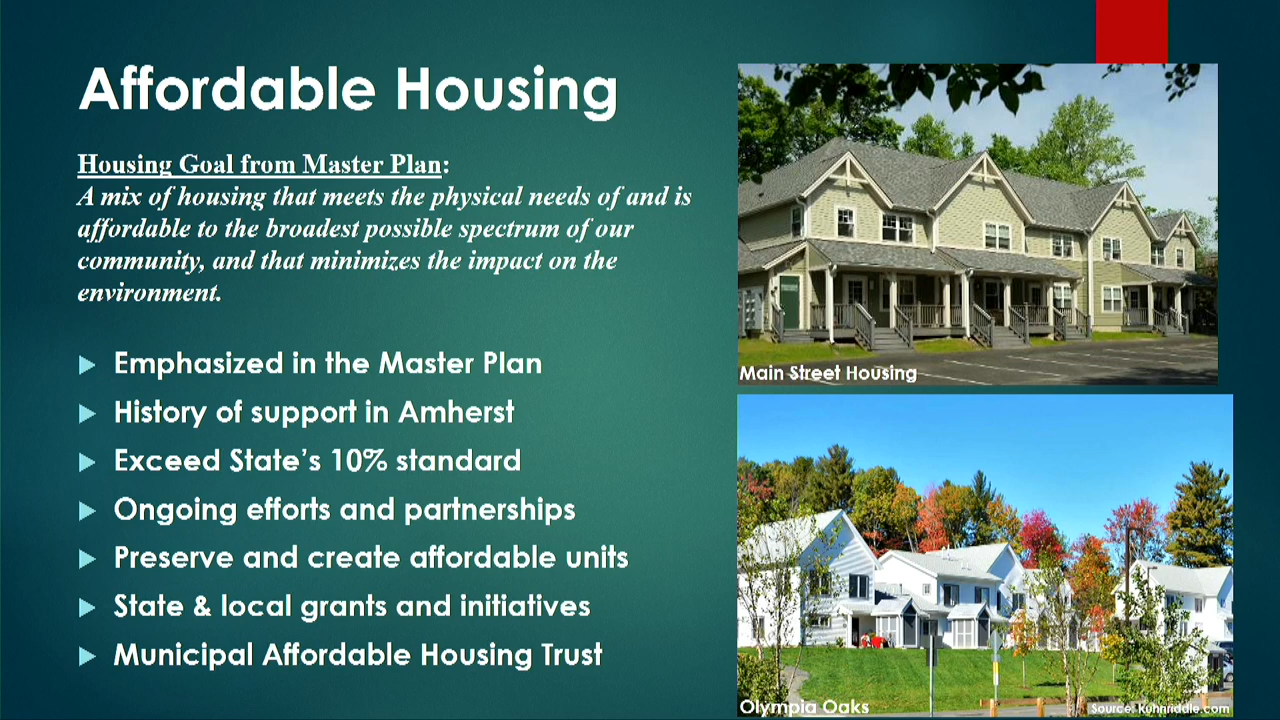 Affordable Housing
Housing Goal from Master Plan:
A mix of housing that meets the physical needs of and is
affordable to the broadest possible spectrum of our
community, and that minimizes the impact on the
environment.
Emphasized in the Master Plan
History of support in Amherst
Exceed State’s 10% standard
Ongoing efforts and partnerships
Preserve and create affordable units
State & local grants and initiatives
Municipal Affordable Housing Trust
Main Street Housing
Olympia Oaks
Source: Kuhnriddle.com